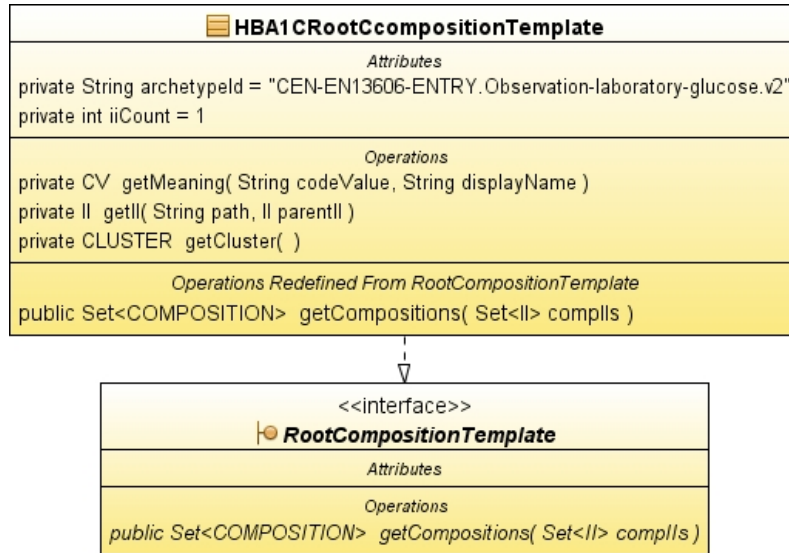 HBA1CRootCcompositionTemplate
Attributes
private String archetypeId = "CEN-EN13606-ENTRY.Observation-laboratory-glucose.v2"
private int iiCount = 1
Operations
private CV getMeaning( String codeValue, String displayName )
private II getII( String path, II parentII )
private CLUSTER getCluster( )
Operations Redefined From RootCompositionTemplate
public Set<COMPOSITION> getCompositions( Set<II> compIIs )
<<interface>>
RootCompositionTemplate
Attributes
Operations
public Set<COMPOSITION> getCompositions( Set<II> compIIs )